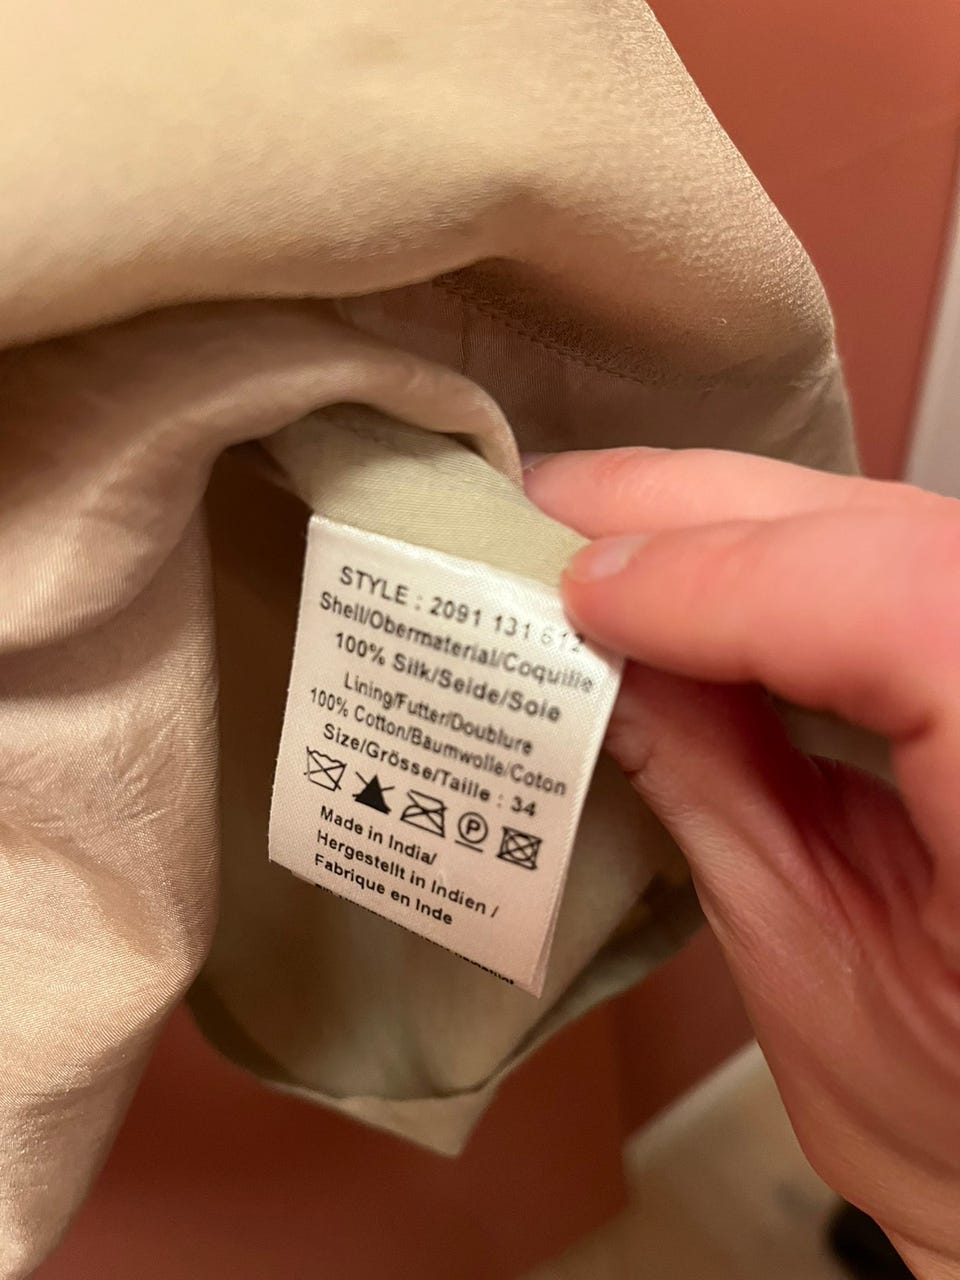 STYLE : 2091 131 612
Shell/Obermaterial/Coquille
100% Silk/Seide/Soie
Lining/Futter/Doublure
100% Cotton/Baumwolle/Coton
Size/Grösse/Taille : 34
P
Made in India/
Hergestellt in Indien /
Fabrique en Inde